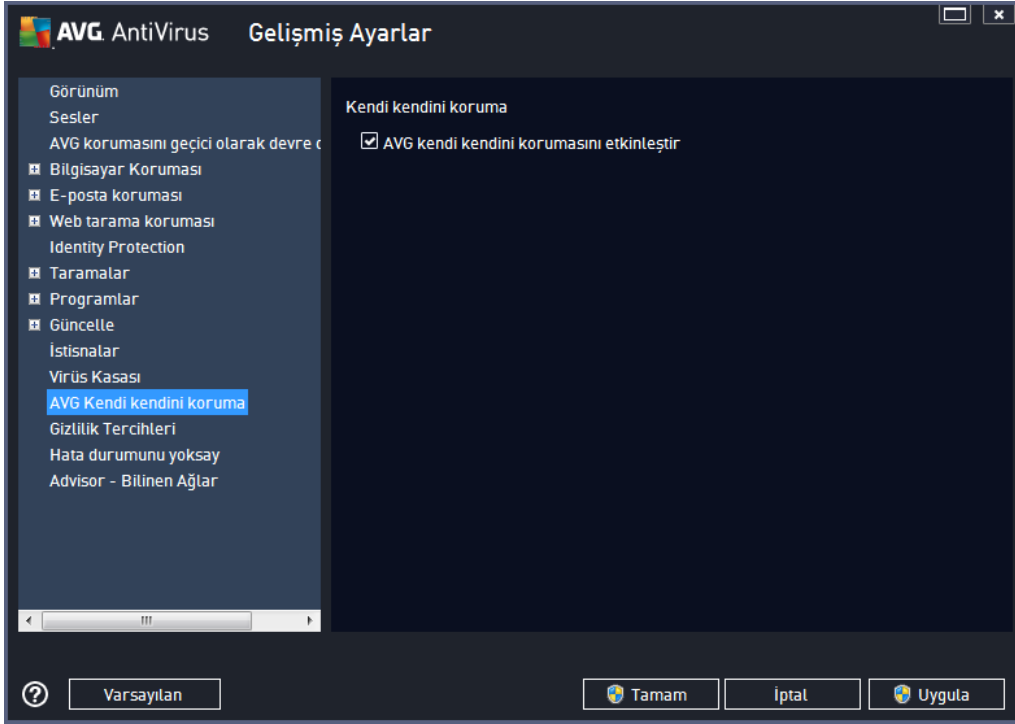 AVG. AntiVirus Gelişmiş Ayarlar
Görünüm
Sesler
AVG korumasını geçici olarak devre d
Bilgisayar Koruması
E-posta koruması
Web tarama koruması
Identity Protection
Taramalar
Programlar
Güncelle
İstisnalar
Virüs Kasası
AVG Kendi kendini koruma
Gizlilik Tercihleri
Hata durumunu yoksay
Advisor - Bilinen Ağlar
Kendi kendini koruma
AVG kendi kendini korumasını etkinleştir
Varsayılan
Tamam
İptal
Uygula